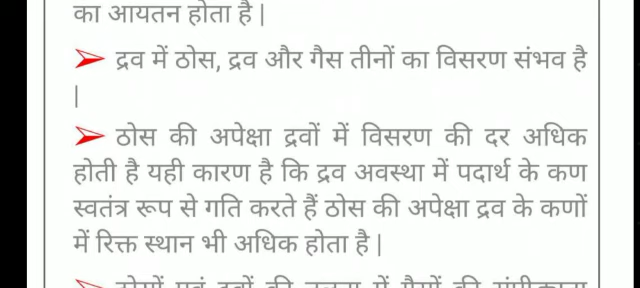 का आयतन होता है |
➢ द्रव में ठोस, द्रव और गैस तीनों का विसरण संभव है
|
➢ ठोस की अपेक्षा द्रवों में विसरण की दर अधिक
होती है यही कारण है कि द्रव अवस्था में पदार्थ के कण
स्वतंत्र रूप से गति करते हैं ठोस की अपेक्षा द्रव के कणों
में रिक्त स्थान भी अधिक होता है |